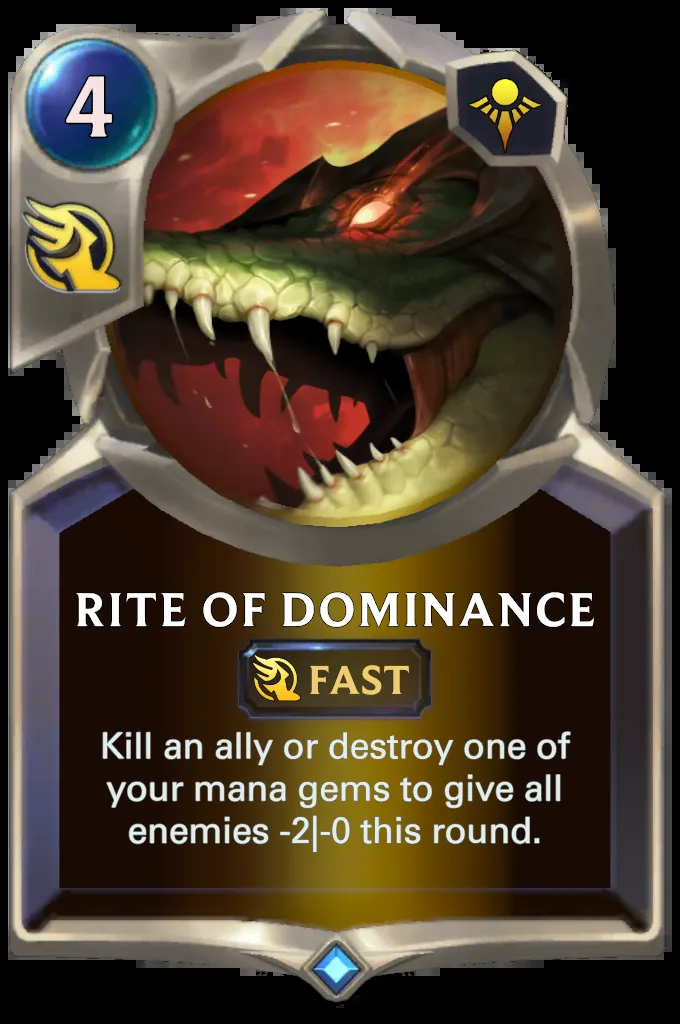 4
RITE OF DOMINANCE
FAST
Kill an ally or destroy one of
your mana gems to give all
enemies -2|-0 this round.